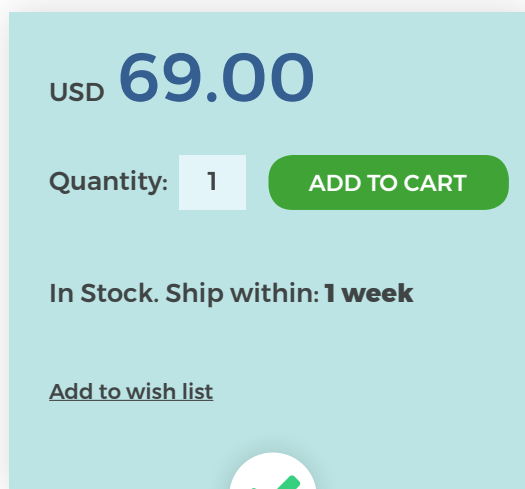 USD 69.00
Quantity: 1 ADD TO CART
In Stock. Ship within: 1 week
Add to wish list